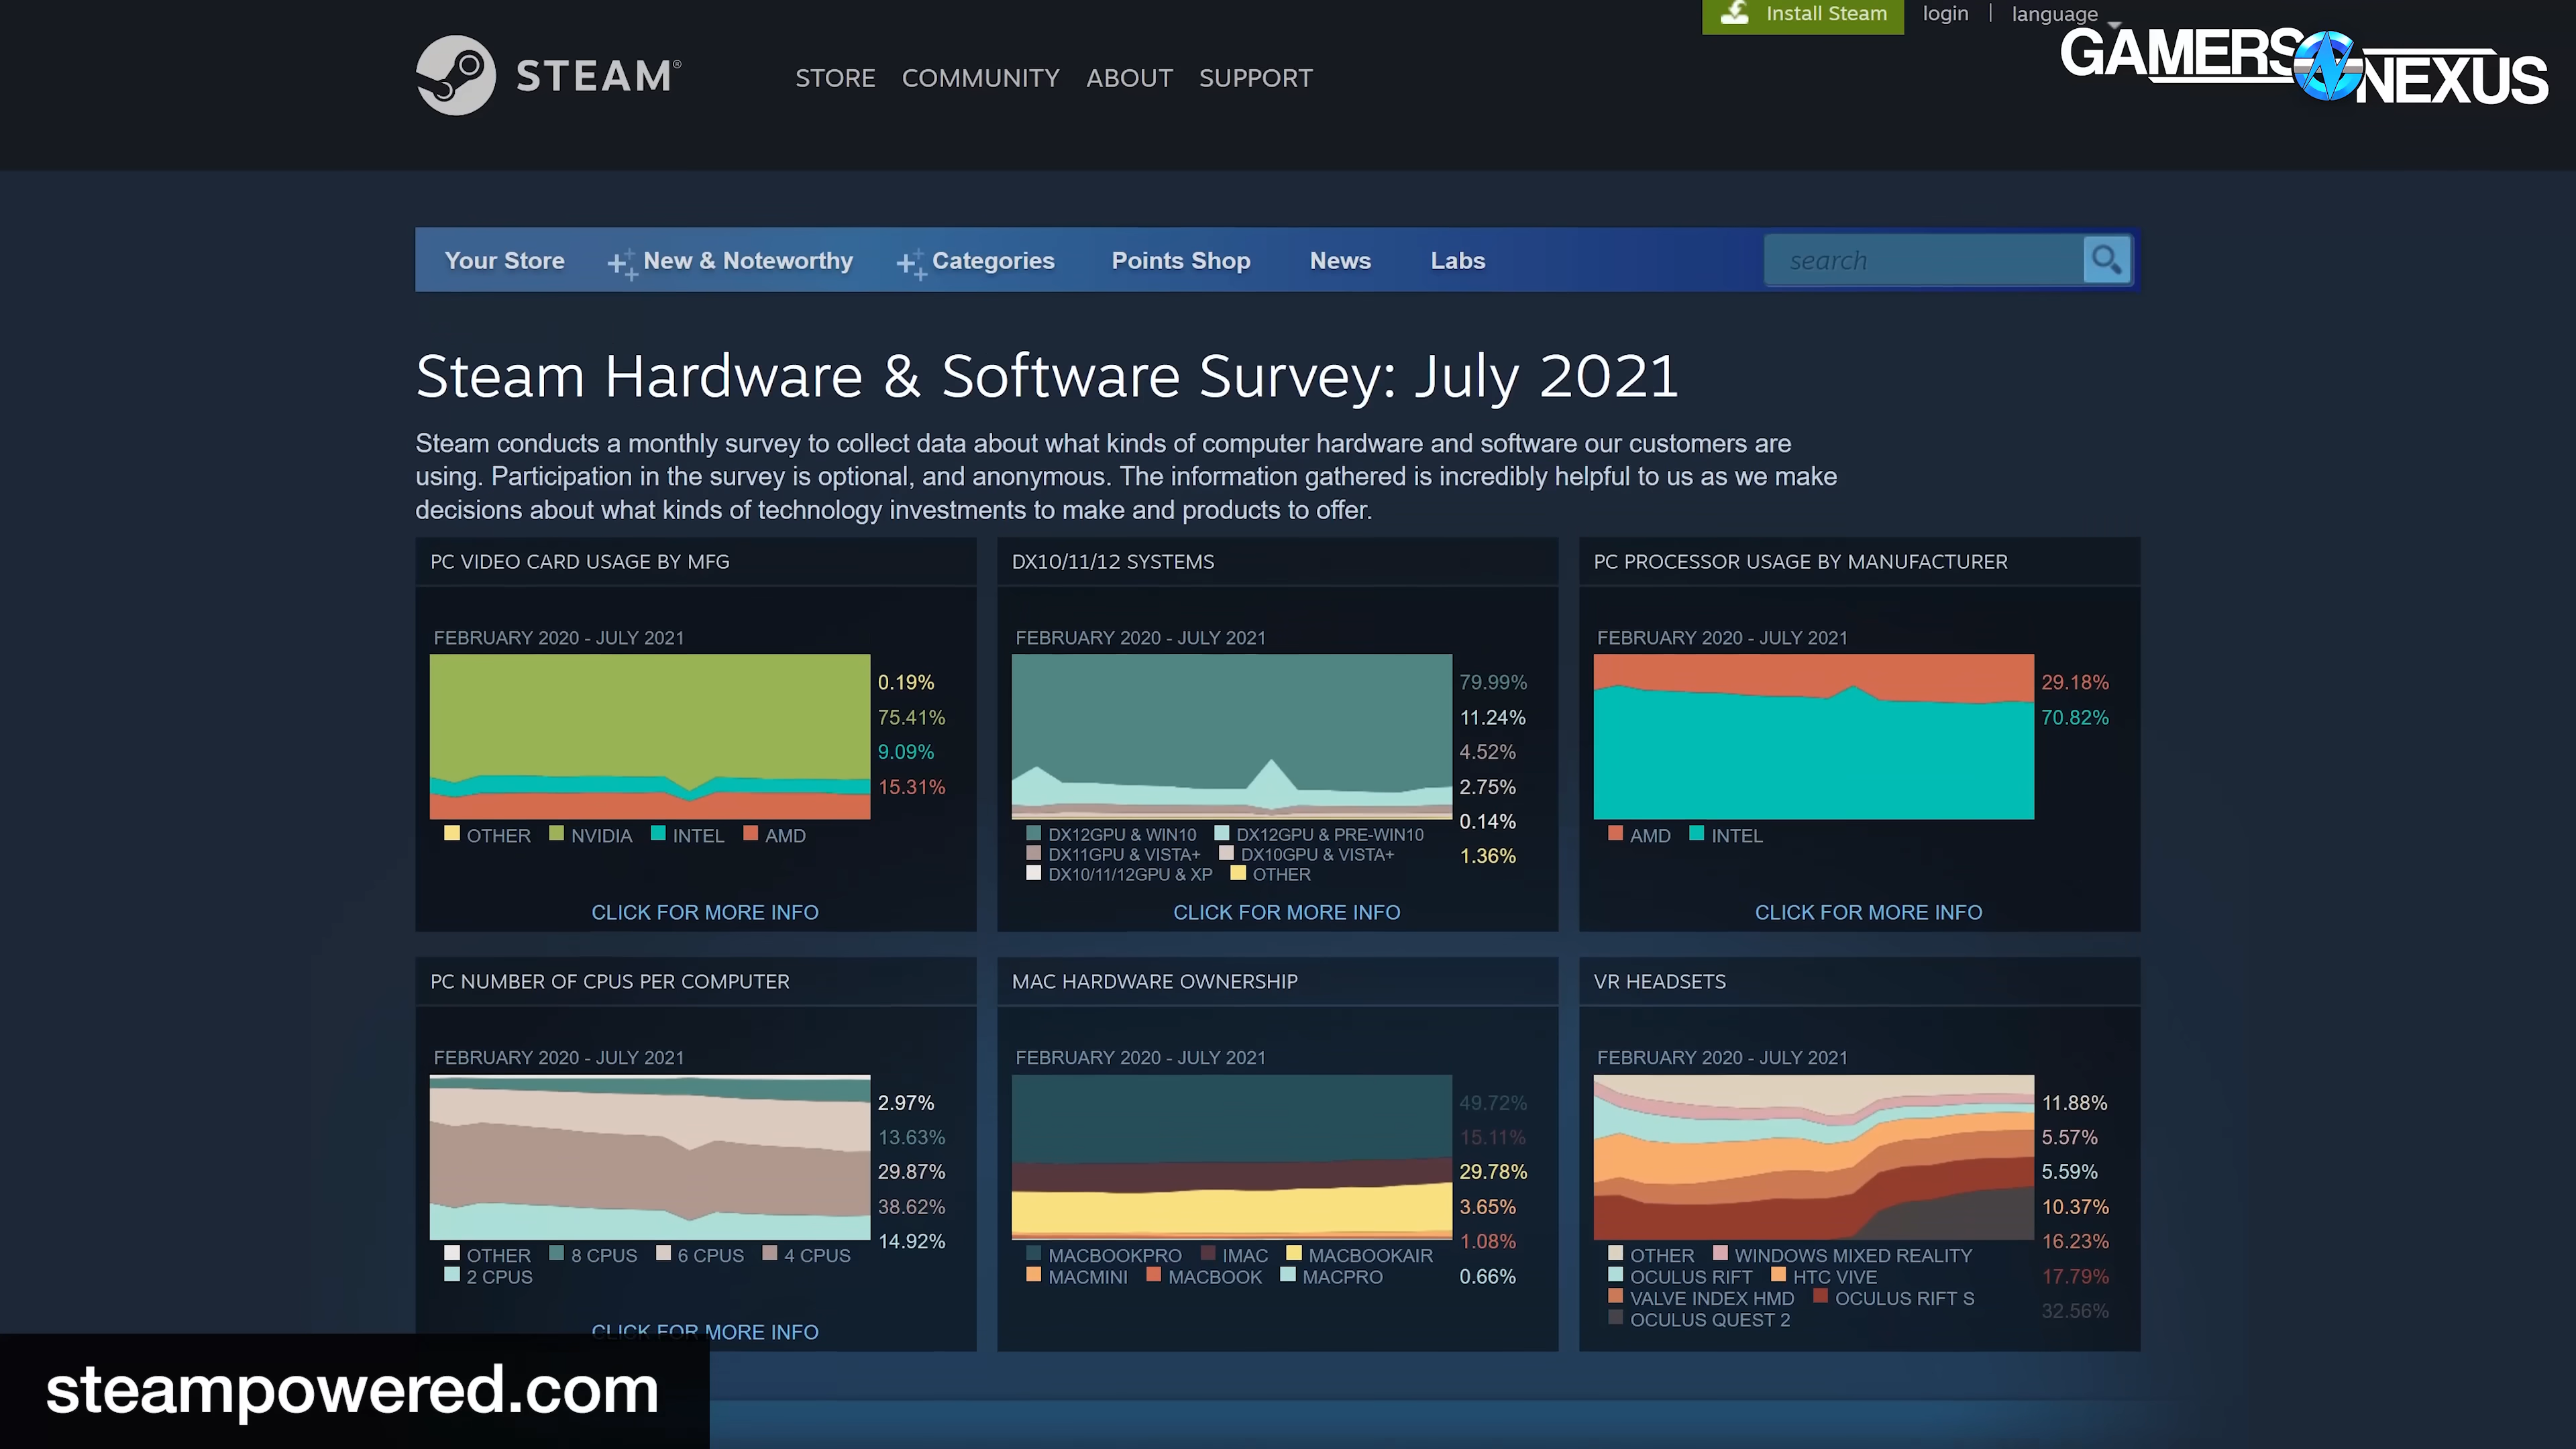 Install Steam login | language
GAMERS NEXUS
STEAM®
STORE COMMUNITY ABOUT SUPPORT
Your Store New & Noteworthy Categories Points Shop News Labs search
Steam Hardware & Software Survey: July 2021
Steam conducts a monthly survey to collect data about what kinds of computer hardware and software our customers are
using. Participation in the survey is optional, and anonymous. The information gathered is incredibly helpful to us as we make
decisions about what kinds of technology investments to make and products to offer.
PC VIDEO CARD USAGE BY MFG
FEBRUARY 2020 - JULY 2021
0.19%
75.41%
9.09%
15.31%
OTHER NVIDIA INTEL AMD
CLICK FOR MORE INFO
DX10/11/12 SYSTEMS
FEBRUARY 2020 - JULY 2021
79.99%
11.24%
4.52%
2.75%
0.14%
1.36%
DX12GPU & WIN10 DX12GPU & PRE-WIN10
DX11GPU & VISTA+ DX10GPU & VISTA+
DX10/11/12GPU & XP OTHER
CLICK FOR MORE INFO
PC PROCESSOR USAGE BY MANUFACTURER
FEBRUARY 2020 - JULY 2021
29.18%
70.82%
AMD INTEL
CLICK FOR MORE INFO
PC NUMBER OF CPUS PER COMPUTER
FEBRUARY 2020 - JULY 2021
2.97%
13.63%
29.87%
38.62%
14.92%
OTHER 8 CPUS 6 CPUS 4 CPUS
2 CPUS
CLICK FOR MORE INFO
MAC HARDWARE OWNERSHIP
FEBRUARY 2020 - JULY 2021
49.72%
15.11%
29.78%
3.65%
1.08%
0.66%
MACBOOKPRO IMAC MACBOOKAIR
MACMINI MACBOOK MACPRO
VR HEADSETS
FEBRUARY 2020 - JULY 2021
11.88%
5.57%
5.59%
10.37%
16.23%
17.79%
32.56%
OTHER WINDOWS MIXED REALITY
OCULUS RIFT HTC VIVE
VALVE INDEX HMD OCULUS RIFT S
OCULUS QUEST 2
steampowered.com